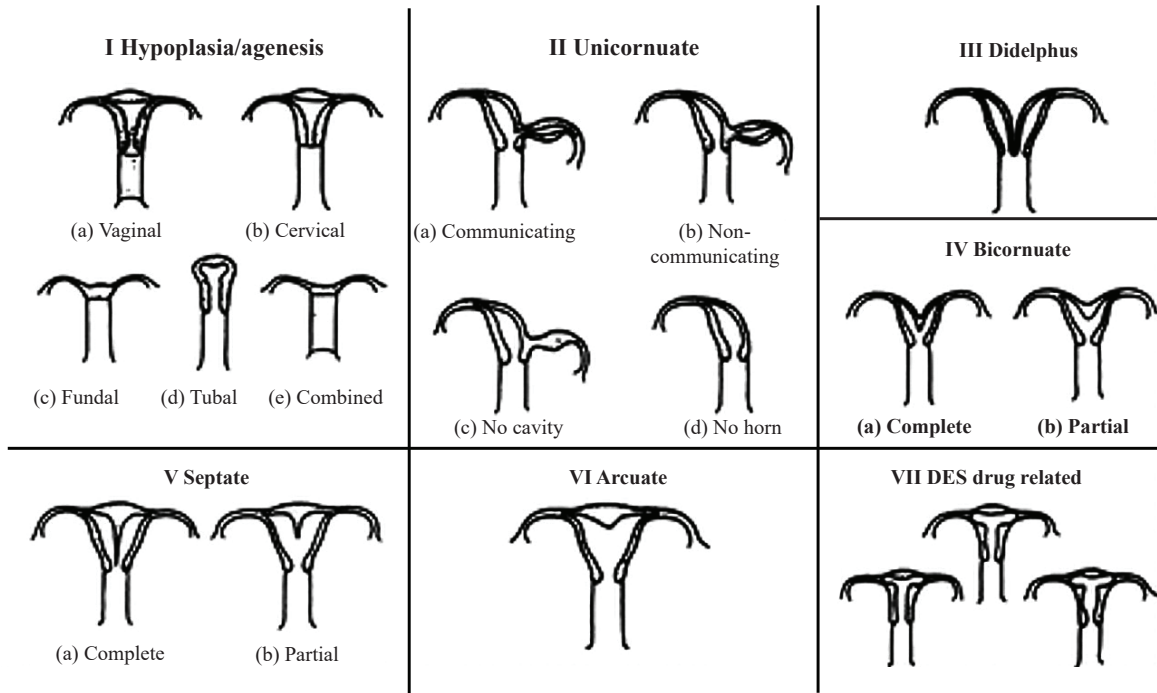 I Hypoplasia/agenesis
(a) Vaginal
(b) Cervical
(c) Fundal
(d) Tubal
(e) Combined
II Unicornuate
(a) Communicating
(b) Non-
communicating
(c) No cavity
(d) No horn
III Didelphus
IV Bicornuate
(a) Complete
(b) Partial
V Septate
(a) Complete
(b) Partial
VI Arcuate
VII DES drug related